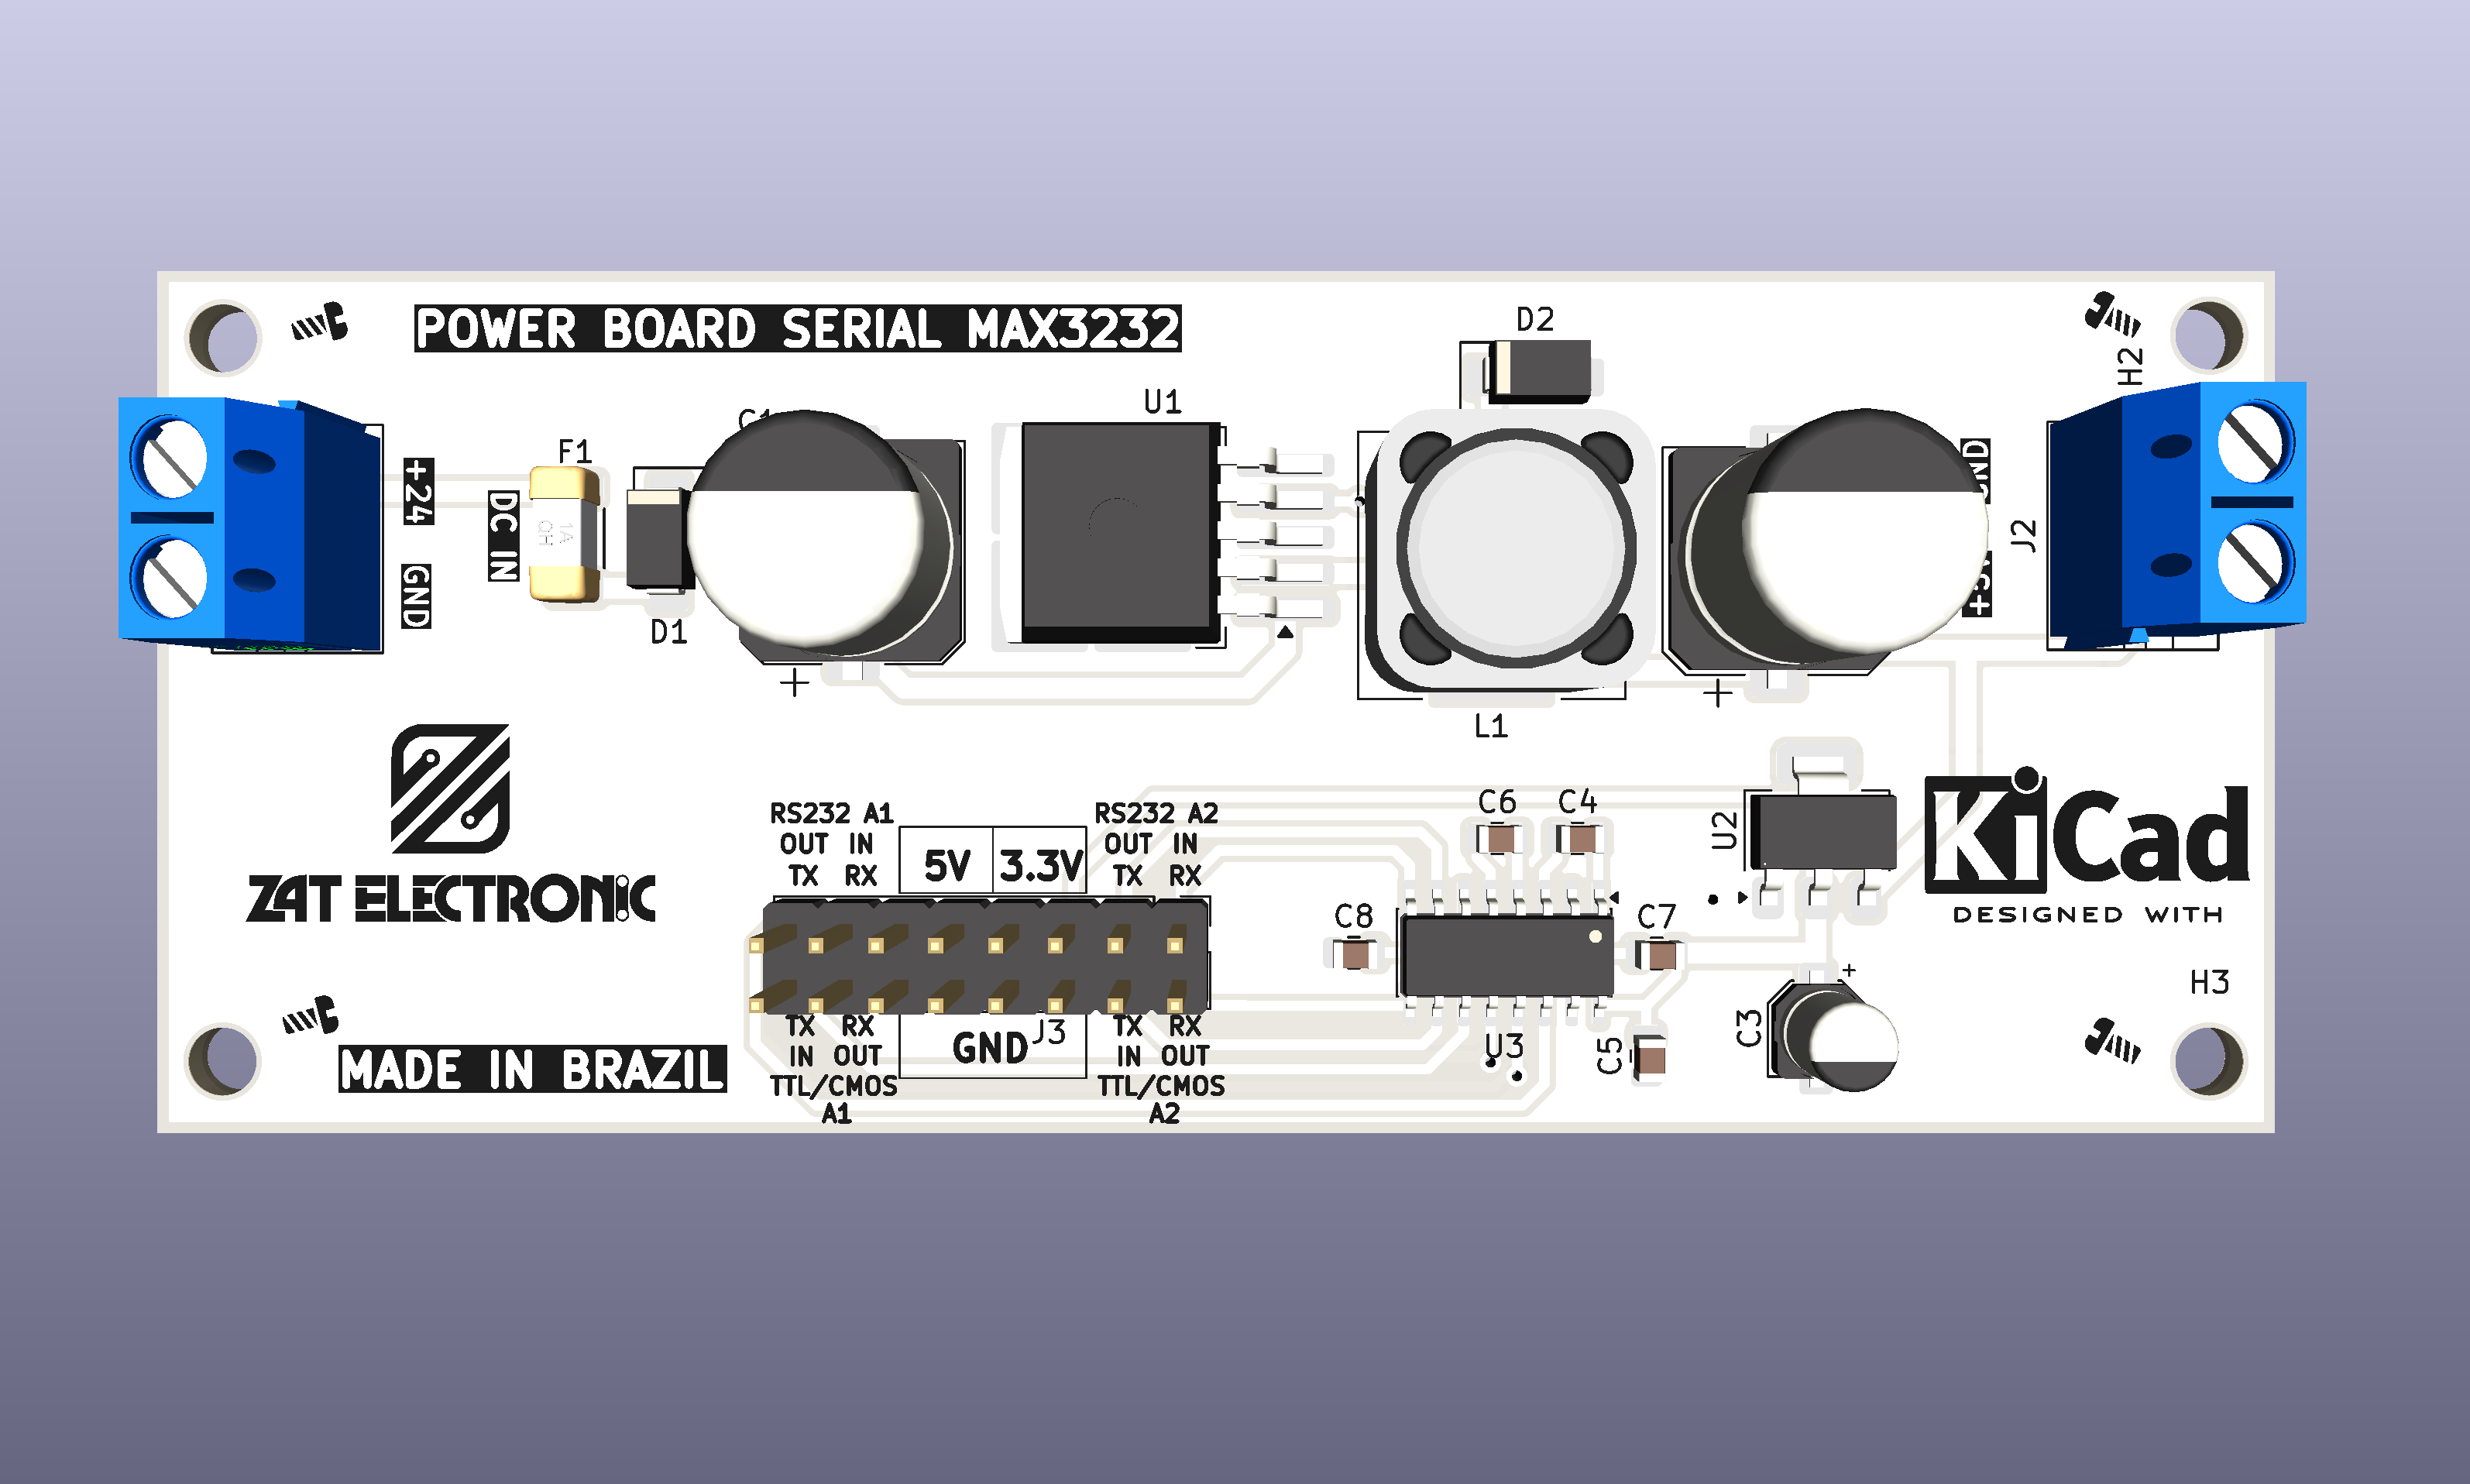 POWER BOARD SERIAL MAX3232
D2
H2
U1
F1
+24
GND
DC IN
1A
D1
J2
L1
ZAT ELECTRONIC
RS232 A1
OUT IN
TX RX
5V
3.3V
RS232 A2
OUT IN
TX RX
C6
C4
U2
KiCad
DESIGNED WITH
C8
C7
H3
TX RX
IN OUT
TTL/CMOS
A1
GND
J3
TX RX
IN OUT
TTL/CMOS
A2
U3
C5
C3
MADE IN BRAZIL